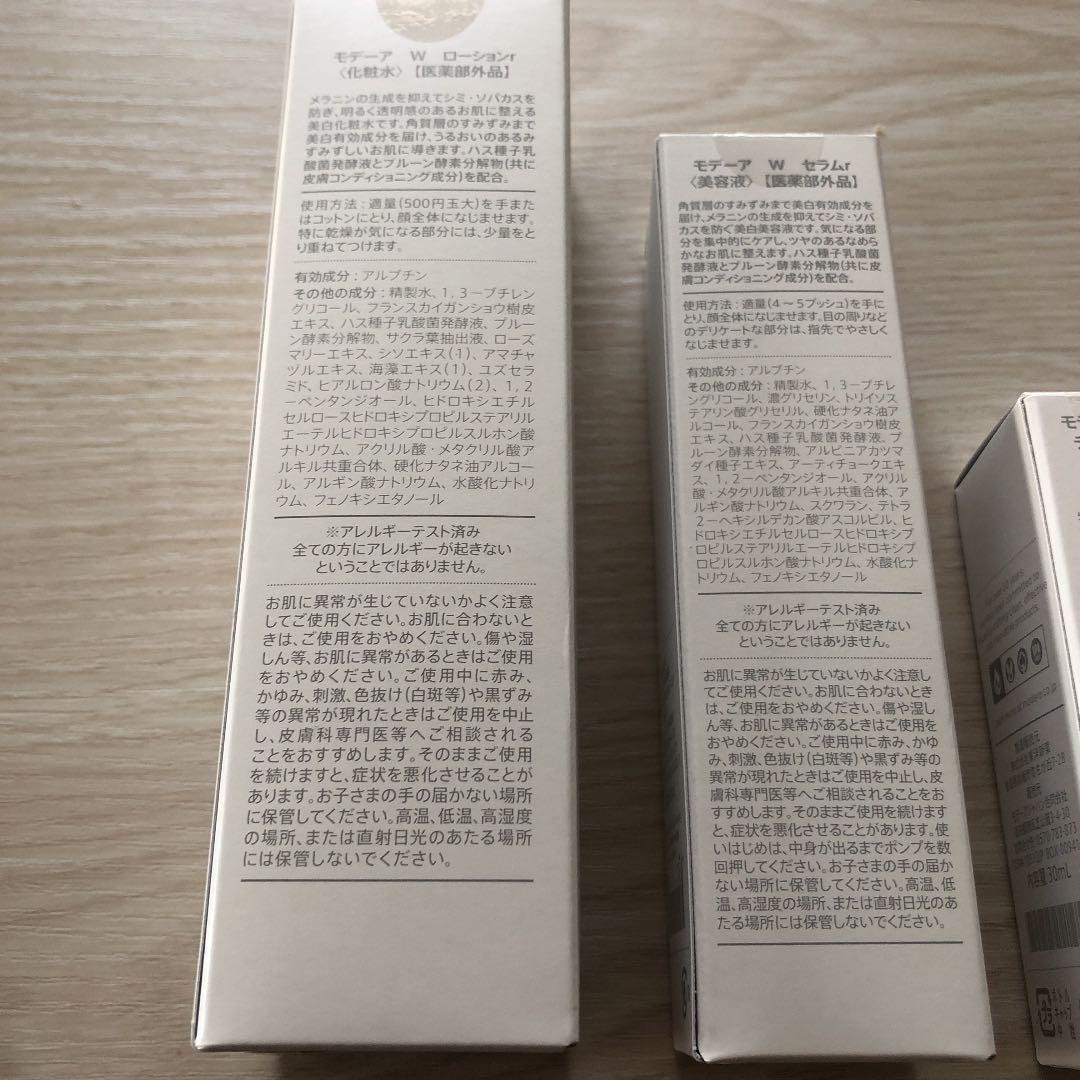 モデーア W ローションr
〈化粧水〉【医薬部外品】
メラニンの生成を抑えてシミ・ソバカスを
防ぎ、明るく透明感のあるお肌に整える
美白化粧水です。角質層のすみずみまで
美白有効成分を届け、うるおいのあるみ
ずみずしいお肌に導きます。ハス種子乳
酸菌発酵液とプルーン酵素分解物(共に
皮膚コンディショニング成分)を配合。
使用方法:適量(500円玉大)を手また
はコットンにとり、顔全体になじませます。
特に乾燥が気になる部分には、少量をと
り重ねてつけます。
有効成分:アルブチン
その他の成分:精製水、1,3-ブチレン
グリコール、フランスカイガンショウ樹皮
エキス、ハス種子乳酸菌発酵液、プルー
ン酵素分解物、サクラ葉抽出液、ローズ
マリーエキス、シソエキス(1)、アマチャ
ヅルエキス、海藻エキス(1)、ユズセラ
ミド、ヒアルロン酸ナトリウム(2)、1,2
-ペンタンジオール、ヒドロキシエチル
セルロースヒドロキシプロピルステアリル
エーテルヒドロキシプロピルスルホン酸
ナトリウム、アクリル酸・メタクリル酸ア
ルキル共重合体、硬化ナタネ油アルコー
ル、アルギン酸ナトリウム、水酸化ナトリ
ウム、フェノキシエタノール
※アレルギーテスト済み
全ての方にアレルギーが起きない
ということではありません。
お肌に異常が生じていないかよく注意
してご使用ください。お肌に合わないと
きは、ご使用をおやめください。傷や湿
しん等、お肌に異常があるときはご使用
をおやめください。ご使用中に赤み、
かゆみ、刺激、色抜け(白斑等)や黒ずみ
等の異常が現れたときはご使用を中止
し、皮膚科専門医等へご相談される
ことをおすすめします。そのままご使用
を続けますと、症状を悪化させることが
あります。お子さまの手の届かない場所
に保管してください。高温、低温、高湿度
の場所、または直射日光のあたる場所
には保管しないでください。
モデーア W セラムr
〈美容液〉【医薬部外品】
角質層のすみずみまで美白有効成分を
届け、メラニンの生成を抑えてシミ・ソバ
カスを防ぐ美白美容液です。気になる部
分を集中的にケアし、ツヤのあるなめら
かなお肌に整えます。ハス種子乳酸菌
発酵液とプルーン酵素分解物(共に皮
膚コンディショニング成分)を配合。
使用方法:適量(4～5プッシュ)を手に
とり、顔全体になじませます。目の周りなど
のデリケートな部分は、指先でやさしく
なじませます。
有効成分:アルブチン
その他の成分:精製水、1,3-ブチレ
ングリコール、濃グリセリン、トリイソス
テアリン酸グリセリル、硬化ナタネ油ア
ルコール、フランスカイガンショウ樹皮
エキス、ハス種子乳酸菌発酵液、プ
ルーン酵素分解物、アルピニアカツマ
ダイ種子エキス、アーティチョークエキ
ス、1,2-ペンタンジオール、アクリル
酸・メタクリル酸アルキル共重合体、ア
ルギン酸ナトリウム、スクワラン、テトラ
2-ヘキシルデカン酸アスコルビル、ヒ
ドロキシエチルセルロースヒドロキシプ
ロピルステアリルエーテルヒドロキシプ
ロピルスルホン酸ナトリウム、水酸化ナ
トリウム、フェノキシエタノール
※アレルギーテスト済み
全ての方にアレルギーが起きない
ということではありません。
お肌に異常が生じていないかよく注意し
てご使用ください。お肌に合わないとき
は、ご使用をおやめください。傷や湿し
ん等、お肌に異常があるときはご使用を
おやめください。ご使用中に赤み、かゆ
み、刺激、色抜け(白斑等)や黒ずみ等の
異常が現れたときはご使用を中止し、皮
膚科専門医等へご相談されることをお
すすめします。そのままご使用を続けます
と、症状を悪化させることがあります。使
いはじめは、中身が出るまでポンプを数
回押してください。お子さまの手の届か
ない場所に保管してください。高温、低
温、高湿度の場所、または直射日光のあ
たる場所には保管しないでください。
内容量 30mL
ボトル
キャップ
プラ